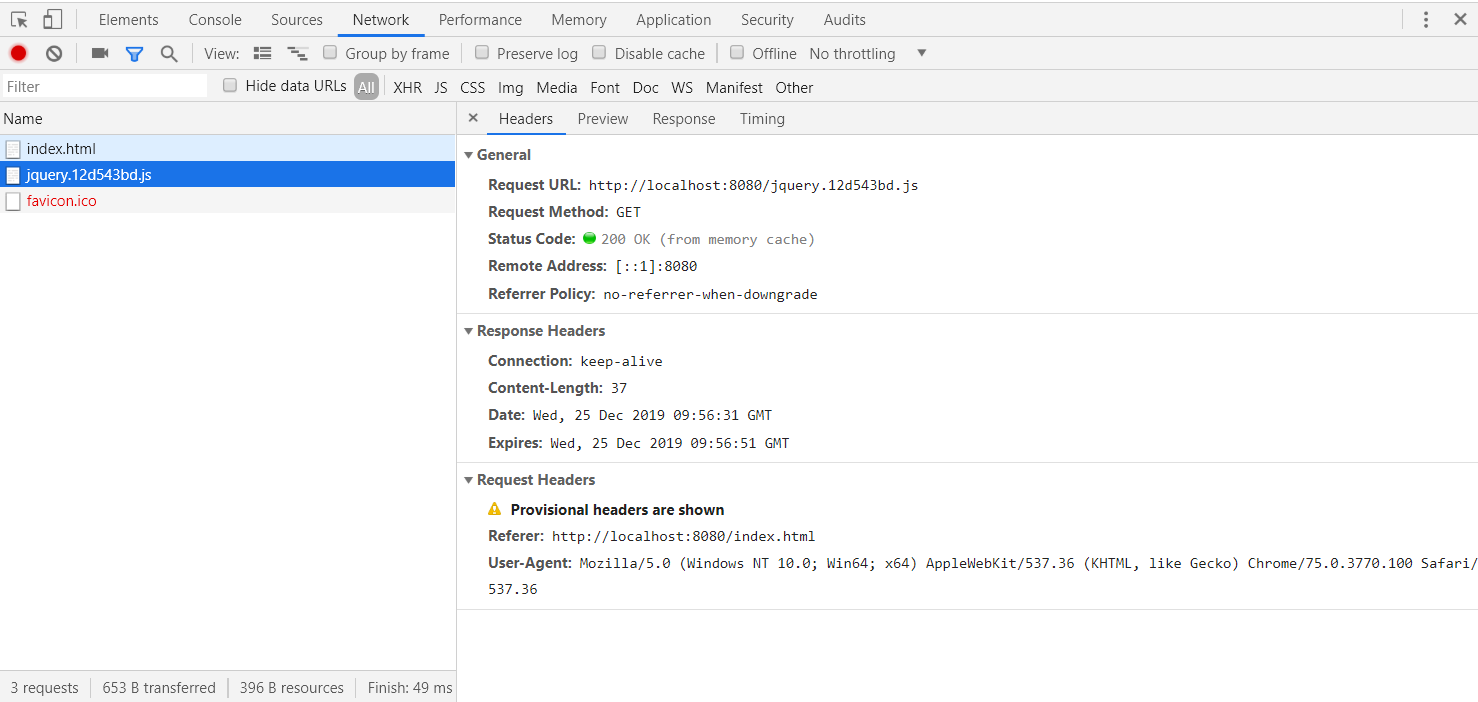 Elements Console Sources Network Performance Memory Application Security Audits
View: Group by frame Preserve log Disable cache Offline No throttling
Filter Hide data URLs All XHR JS CSS Img Media Font Doc WS Manifest Other
Name
index.html
jquery.12d543bd.js
favicon.ico
Headers Preview Response Timing
General
Request URL: http://localhost:8080/jquery.12d543bd.js
Request Method: GET
Status Code: 200 OK (from memory cache)
Remote Address: [::1]:8080
Referrer Policy: no-referrer-when-downgrade
Response Headers
Connection: keep-alive
Content-Length: 37
Date: Wed, 25 Dec 2019 09:56:31 GMT
Expires: Wed, 25 Dec 2019 09:56:51 GMT
Request Headers
Provisional headers are shown
Referer: http://localhost:8080/index.html
User-Agent: Mozilla/5.0 (Windows NT 10.0; Win64; x64) AppleWebKit/537.36 (KHTML, like Gecko) Chrome/75.0.3770.100 Safari/
537.36
3 requests 653 B transferred 396 B resources Finish: 49 ms